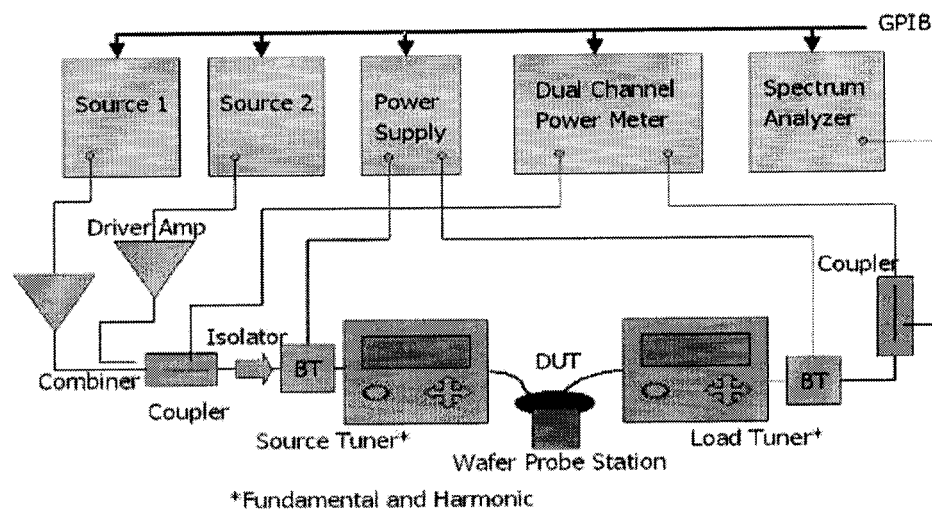 GPIB
Source 1
Source 2
Power
Supply
Dual Channel
Power Meter
Spectrum
Analyzer
Driver Amp
Coupler
Isolator
Combiner
BT
DUT
BT
Coupler
Source Tuner*
Load Tuner*
Wafer Probe Station
*Fundamental and Harmonic